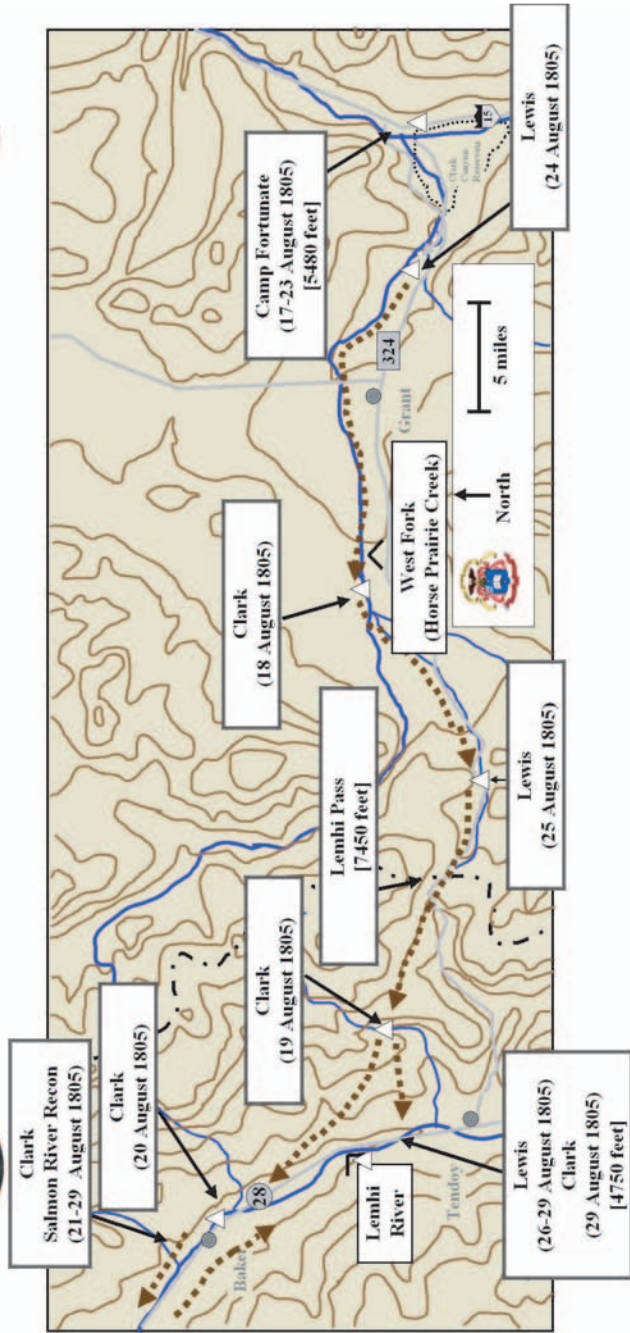 Clark
Salmon River Recon
(21-29 August 1805)
Clark
(20 August 1805)
Clark
(19 August 1805)
Lemhi Pass
[7450 feet]
Clark
(18 August 1805)
Camp Fortunate
(17-23 August 1805)
[5480 feet]
Baker
28
Lemhi
River
Tendoy
Lewis
(26-29 August 1805)
Clark
(29 August 1805)
[4750 feet]
Lewis
(25 August 1805)
West Fork
(Horse Prairie Creek)
Grant
324
North
5 miles
Clark
Canyon
Reservoir
15
Lewis
(24 August 1805)